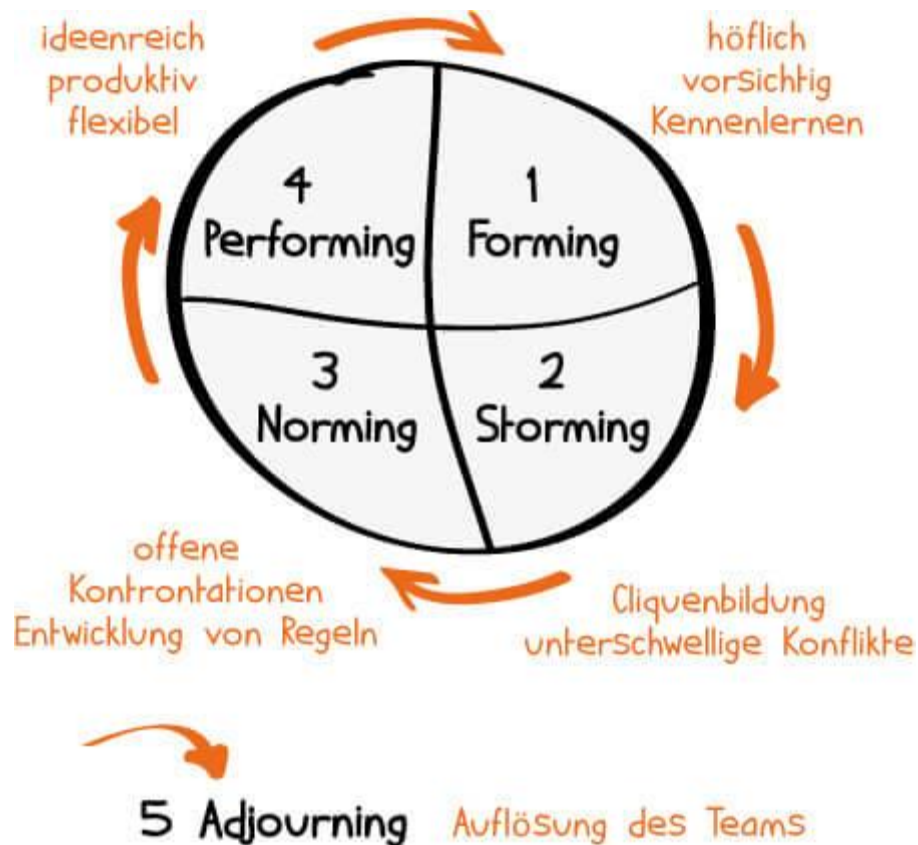 ideenreich
produktiv
flexibel
höflich
vorsichtig
Kennenlernen
4
Performing
1
Forming
3
Norming
2
Storming
offene
Kontrontationen
Entwicklung von Regeln
Cliquenbildung
unterschwellige Konflikte
5 Adjourning Auflösung des Teams